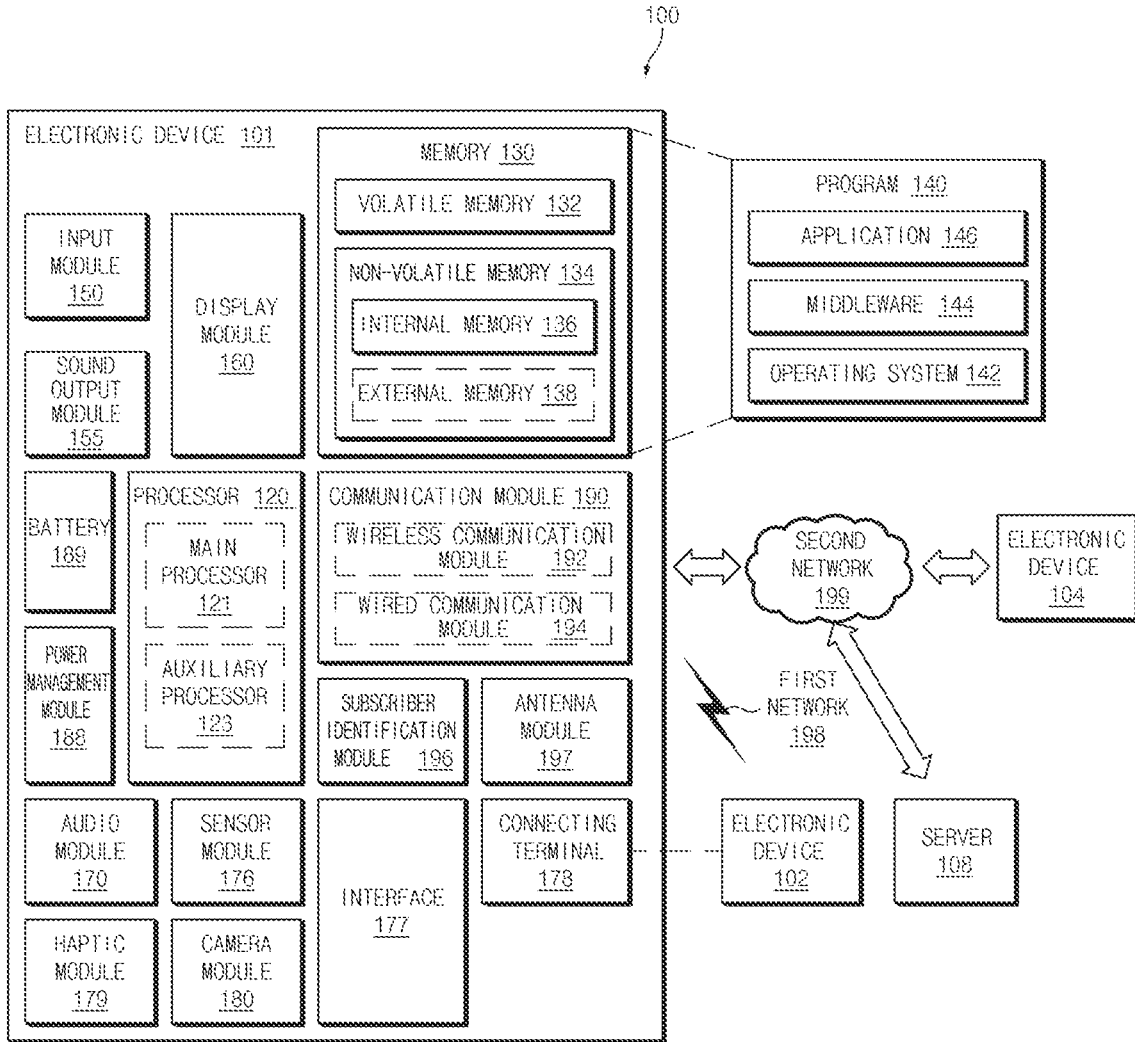 100
ELECTRONIC DEVICE 101
MEMORY 130
VOLATILE MEMORY 132
NON-VOLATILE MEMORY 134
INTERNAL MEMORY 136
EXTERNAL MEMORY 138
PROGRAM 140
APPLICATION 146
MIDDLEWARE 144
OPERATING SYSTEM 142
INPUT
MODULE
150
DISPLAY
MODULE
160
SOUND
OUTPUT
MODULE
155
BATTERY
189
PROCESSOR 120
MAIN
PROCESSOR
121
AUXILIARY
PROCESSOR
123
COMMUNICATION MODULE 190
WIRELESS COMMUNICATION
MODULE 192
WIRED COMMUNICATION
MODULE 194
SECOND
NETWORK
199
ELECTRONIC
DEVICE
104
POWER
MANAGEMENT
MODULE
188
SUBSCRIBER
IDENTIFICATION
MODULE 196
ANTENNA
MODULE
197
FIRST
NETWORK
198
AUDIO
MODULE
170
SENSOR
MODULE
176
INTERFACE
177
CONNECTING
TERMINAL
178
ELECTRONIC
DEVICE
102
SERVER
108
HAPTIC
MODULE
179
CAMERA
MODULE
180